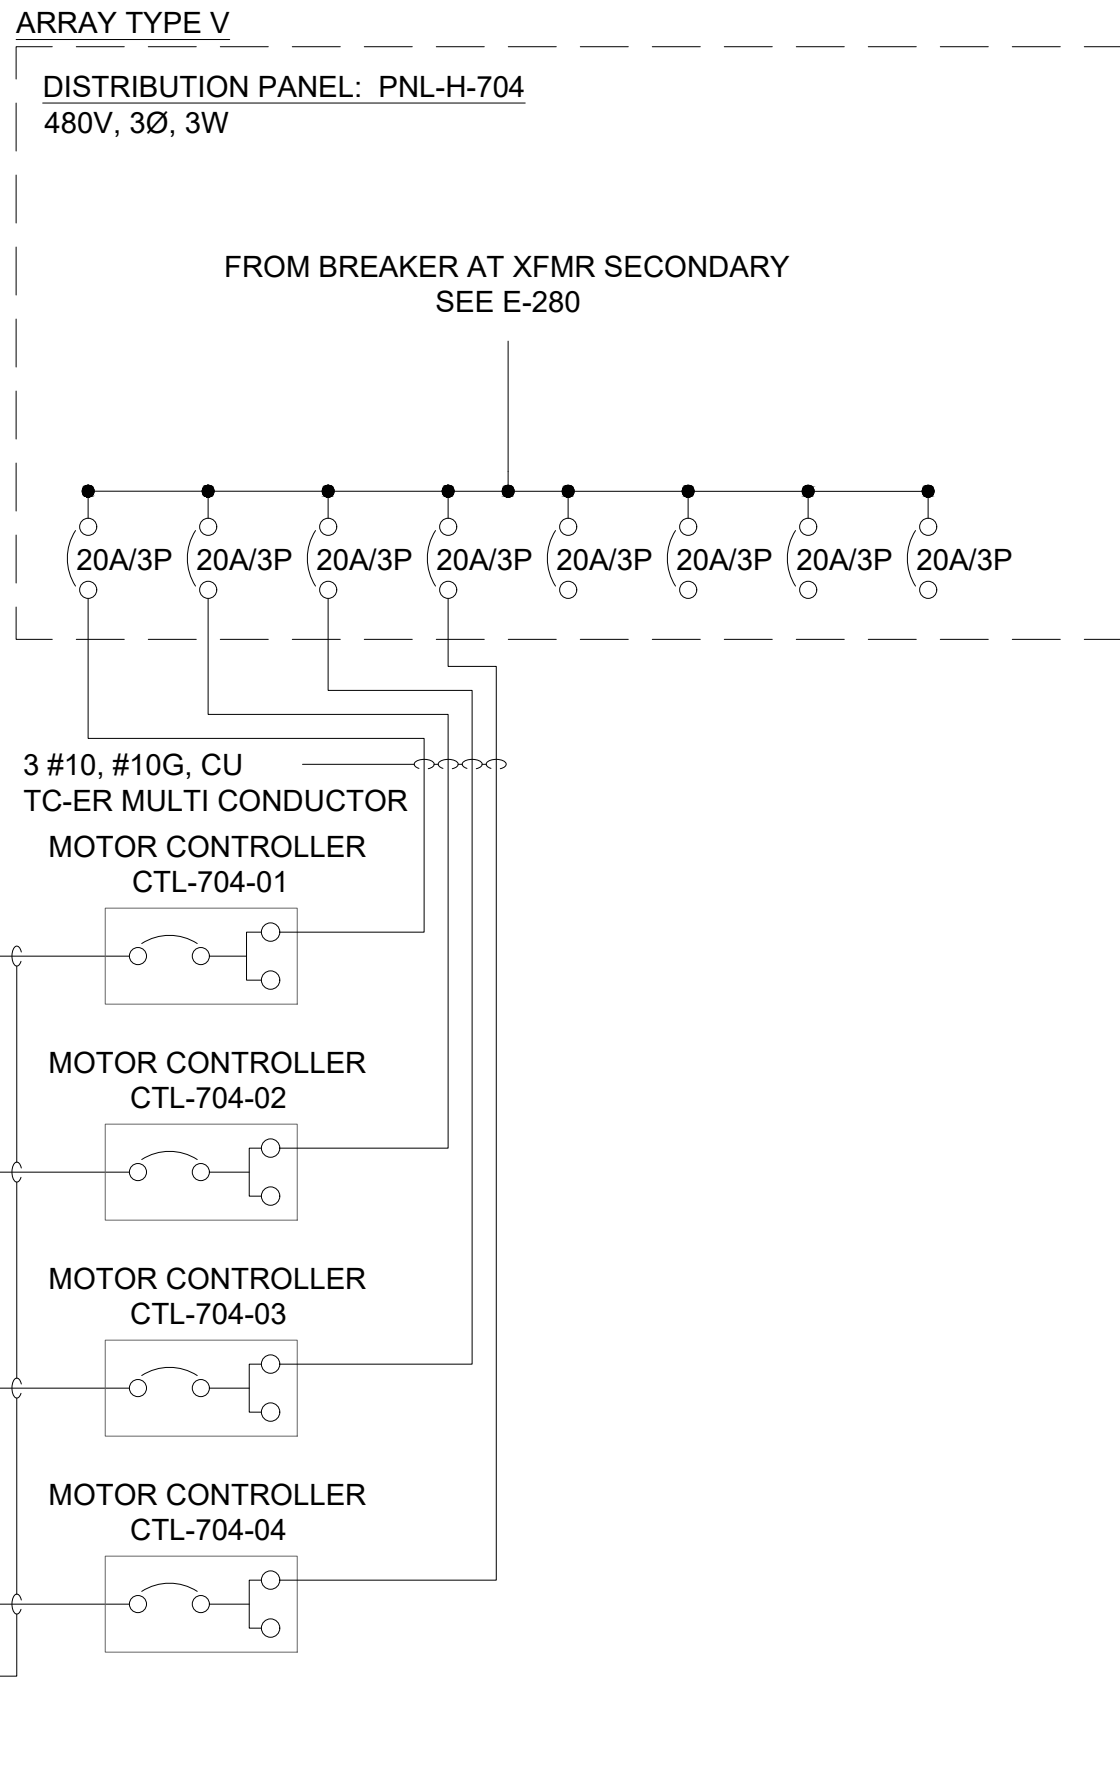 ARRAY TYPE V
DISTRIBUTION PANEL:  PNL-H-704
480V, 3Ø, 3W
FROM BREAKER AT XFMR SECONDARY
SEE E-280
20A/3P 20A/3P 20A/3P 20A/3P 20A/3P 20A/3P 20A/3P 20A/3P
3 #10, #10G, CU
TC-ER MULTI CONDUCTOR
MOTOR CONTROLLER
CTL-704-01
MOTOR CONTROLLER
CTL-704-02
MOTOR CONTROLLER
CTL-704-03
MOTOR CONTROLLER
CTL-704-04